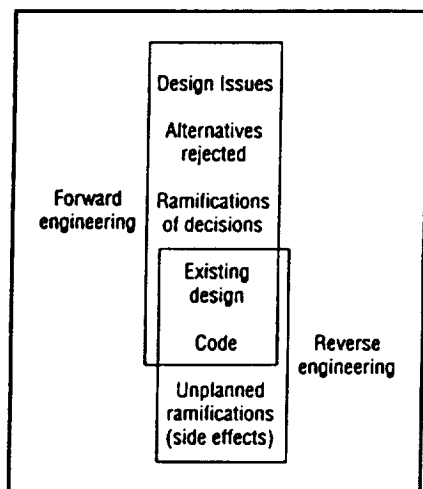 Design Issues
Alternatives
rejected
Forward
engineering
Ramifications
of decisions
Existing
design
Code
Reverse
engineering
Unplanned
ramifications
(side effects)